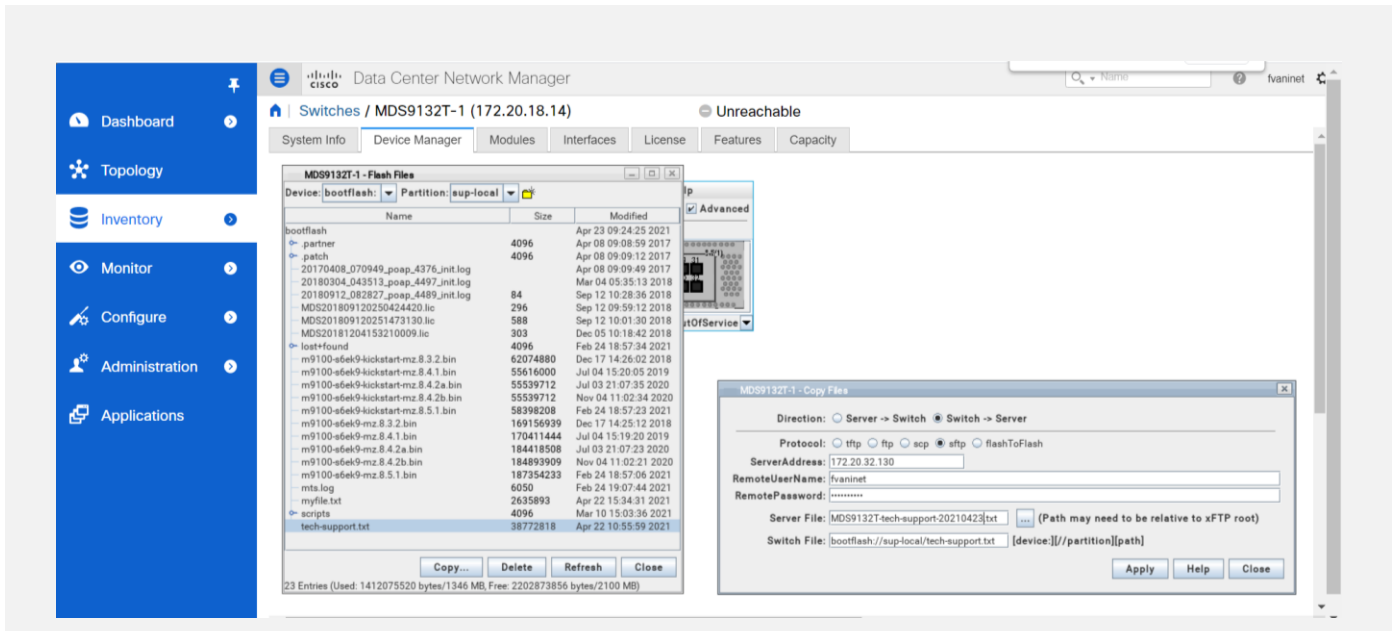 cisco Data Center Network Manager
Name
fvaninet
Switches / MDS9132T-1 (172.20.18.14)
Unreachable
System Info Device Manager Modules Interfaces License Features Capacity
Dashboard
Topology
Inventory
Monitor
Configure
Administration
Applications
MDS9132T-1 - Flash Files
Device: bootflash: Partition: sup-local
Name Size Modified
bootflash Apr 23 09:24:25 2021
.partner 4096 Apr 08 09:08:59 2017
.patch 4096 Apr 08 09:09:12 2017
20170408_070949_poap_4376_init.log Apr 08 09:09:49 2017
20180304_043513_poap_4497_init.log Mar 04 05:35:13 2018
20180912_082827_poap_4489_init.log 84 Sep 12 10:28:36 2018
MDS201809120250424420.lic 296 Sep 12 09:59:12 2018
MDS201809120251473130.lic 588 Sep 12 10:01:30 2018
MDS20181204153210009.lic 303 Dec 05 10:18:42 2018
lost+found 4096 Feb 24 18:57:34 2021
m9100-s6ek9-kickstart-mz.8.3.2.bin 62074880 Dec 17 14:26:02 2018
m9100-s6ek9-kickstart-mz.8.4.1.bin 55616000 Jul 04 15:20:05 2019
m9100-s6ek9-kickstart-mz.8.4.2a.bin 55539712 Jul 03 21:07:35 2020
m9100-s6ek9-kickstart-mz.8.4.2b.bin 55539712 Nov 04 11:02:34 2020
m9100-s6ek9-kickstart-mz.8.5.1.bin 58398208 Feb 24 18:57:23 2021
m9100-s6ek9-mz.8.3.2.bin 169156939 Dec 17 14:25:12 2018
m9100-s6ek9-mz.8.4.1.bin 170411444 Jul 04 15:19:20 2019
m9100-s6ek9-mz.8.4.2a.bin 184418508 Jul 03 21:07:23 2020
m9100-s6ek9-mz.8.4.2b.bin 184893909 Nov 04 11:02:21 2020
m9100-s6ek9-mz.8.5.1.bin 187354233 Feb 24 18:57:06 2021
mts.log 6050 Feb 24 19:07:44 2021
myfile.txt 2635893 Apr 22 15:34:31 2021
scripts 4096 Mar 10 15:03:36 2021
tech-support.txt 38772818 Apr 22 10:55:59 2021
Copy... Delete Refresh Close
23 Entries (Used: 1412075520 bytes/1346 MB, Free: 2202873856 bytes/2100 MB)
lp
Advanced
utOfService
MDS9132T-1 - Copy Files
Direction: Server -> Switch Switch -> Server
Protocol: tftp ftp scp sftp flashToFlash
ServerAddress: 172.20.32.130
RemoteUserName: fvaninet
RemotePassword: ••••••••••
Server File: MDS9132T-tech-support-20210423.txt ... (Path may need to be relative to xFTP root)
Switch File: bootflash://sup-local/tech-support.txt [device:][//partition][path]
Apply Help Close